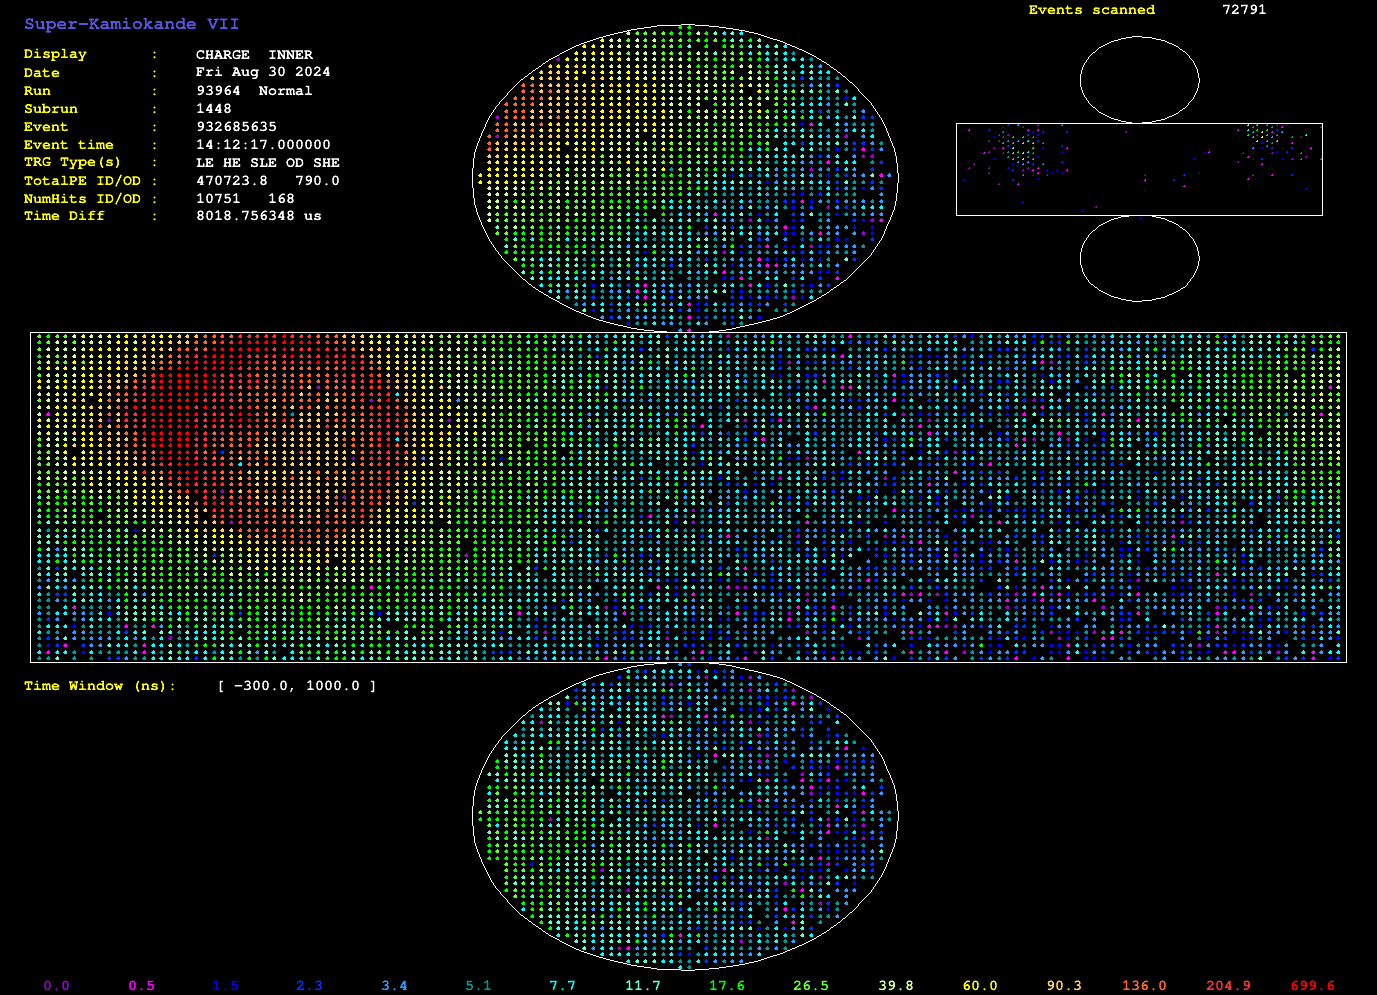 Super-Kamiokande VII
Events scanned 72791
Display : CHARGE INNER
Date : Fri Aug 30 2024
Run : 93964 Normal
Subrun : 1448
Event : 932685635
Event time : 14:12:17.000000
TRG Type(s) : LE HE SLE OD SHE
TotalPE ID/OD : 470723.8 790.0
NumHits ID/OD : 10751 168
Time Diff : 8018.756348 us
Time Window (ns): [ -300.0, 1000.0 ]
0.0 0.5 1.5 2.3 3.4 5.1 7.7 11.7 17.6 26.5 39.8 60.0 90.3 136.0 204.9 699.6